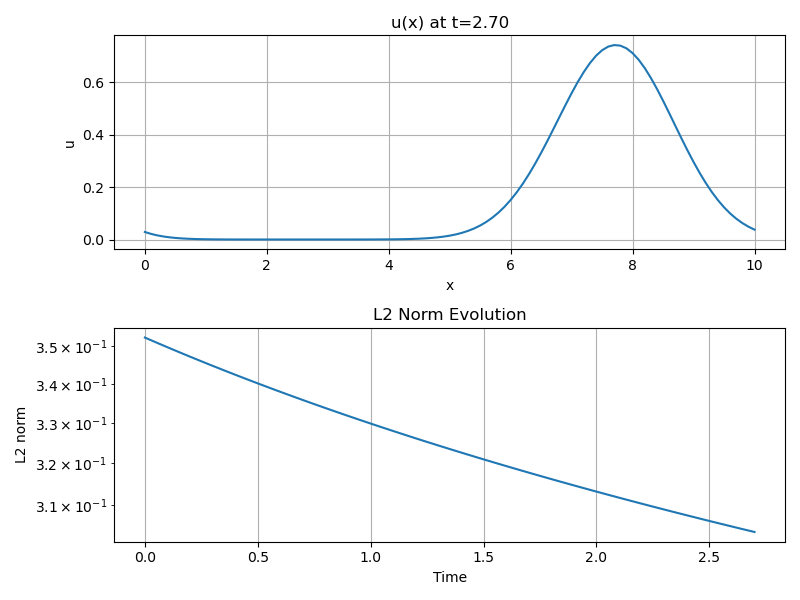 u(x) at t=2.70
u
0.6
0.4
0.2
0.0
0 2 4 6 8 10
x
L2 Norm Evolution
L2 norm
3.5 × 10⁻¹
3.4 × 10⁻¹
3.3 × 10⁻¹
3.2 × 10⁻¹
3.1 × 10⁻¹
0.0 0.5 1.0 1.5 2.0 2.5
Time